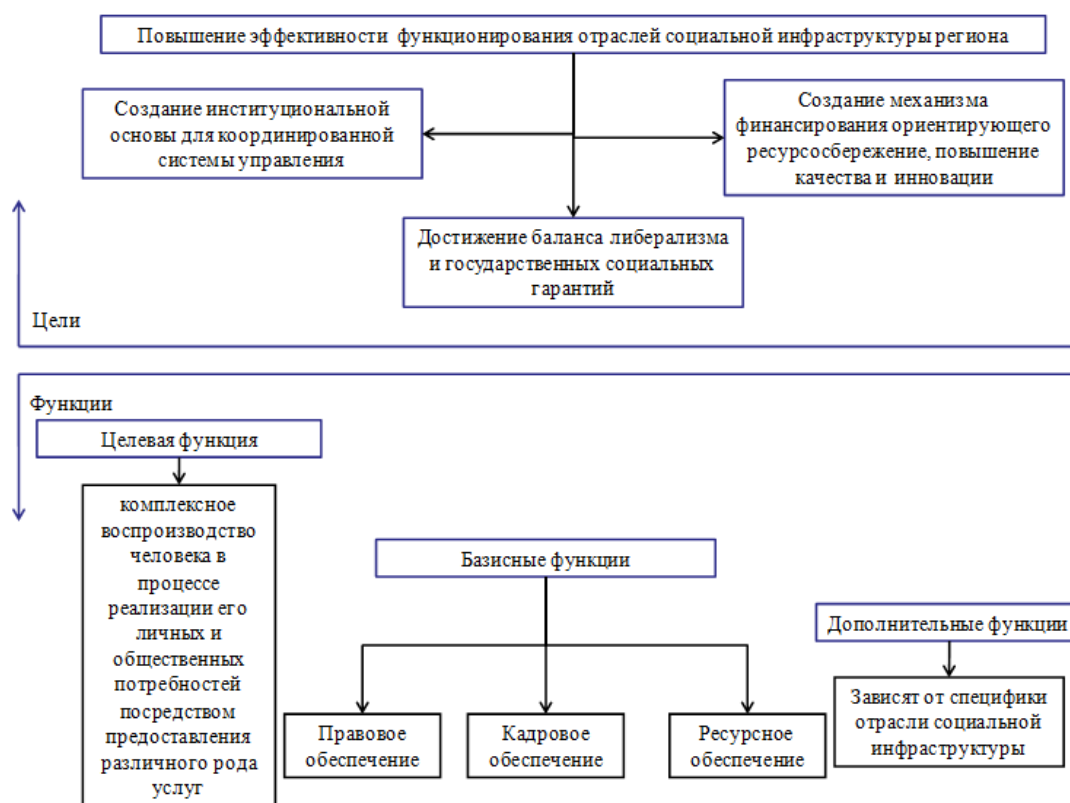 Повышение эффективности функционирования отраслей социальной инфраструктуры региона
Создание институциональной
основы для координированной
системы управления
Создание механизма
финансирования ориентирующего
ресурсосбережение, повышение
качества и инновации
Достижение баланса либерализма
и государственных социальных
гарантий
Цели
Функции
Целевая функция
комплексное
воспроизводство
человека в
процессе
реализации его
личных и
общественных
потребностей
посредством
предоставления
различного рода
услуг
Базисные функции
Правовое
обеспечение
Кадровое
обеспечение
Ресурсное
обеспечение
Дополнительные функции
Зависят от специфики
отрасли социальной
инфраструктуры